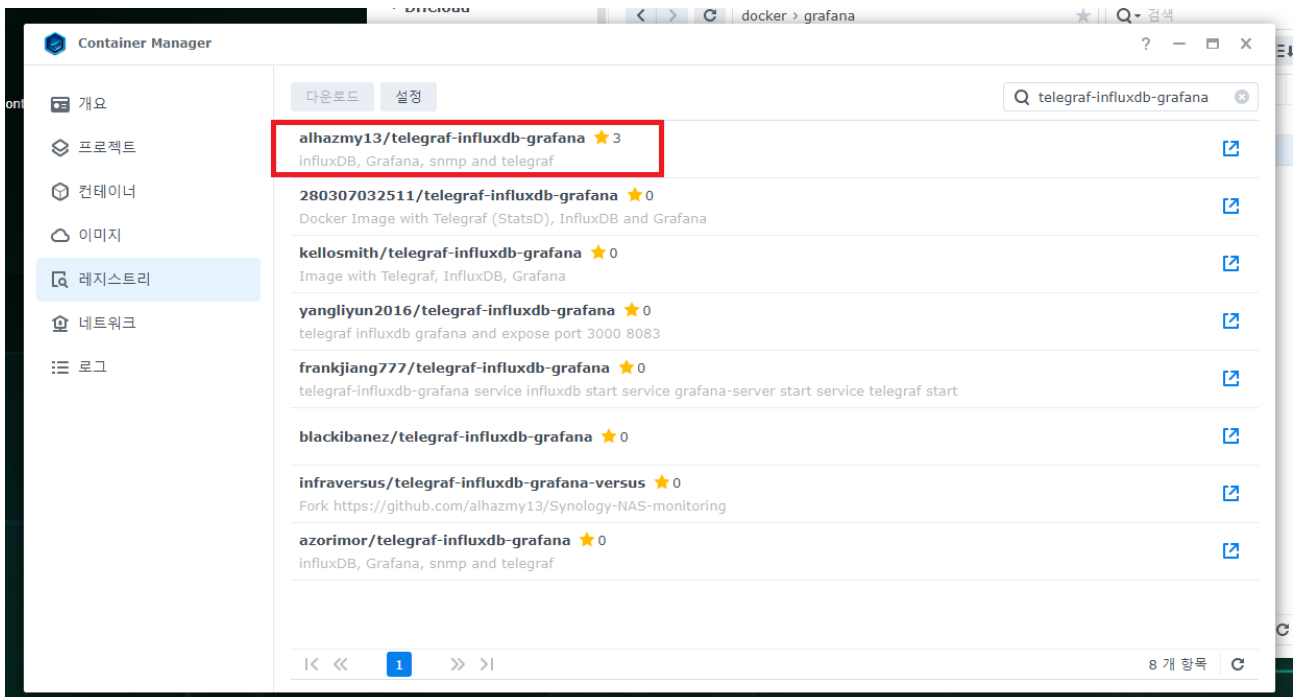 docker › grafana
검색
Container Manager
개요
프로젝트
컨테이너
이미지
레지스트리
네트워크
로그
다운로드 설정
telegraf-influxdb-grafana
alhazmy13/telegraf-influxdb-grafana 3
influxDB, Grafana, snmp and telegraf
280307032511/telegraf-influxdb-grafana 0
Docker Image with Telegraf (StatsD), InfluxDB and Grafana
kellosmith/telegraf-influxdb-grafana 0
Image with Telegraf, InfluxDB, Grafana
yangliyun2016/telegraf-influxdb-grafana 0
telegraf influxdb grafana and expose port 3000 8083
frankjiang777/telegraf-influxdb-grafana 0
telegraf-influxdb-grafana service influxdb start service grafana-server start service telegraf start
blackibanez/telegraf-influxdb-grafana 0
infraversus/telegraf-influxdb-grafana-versus 0
Fork https://github.com/alhazmy13/Synology-NAS-monitoring
azorimor/telegraf-influxdb-grafana 0
influxDB, Grafana, snmp and telegraf
1
8 개 항목